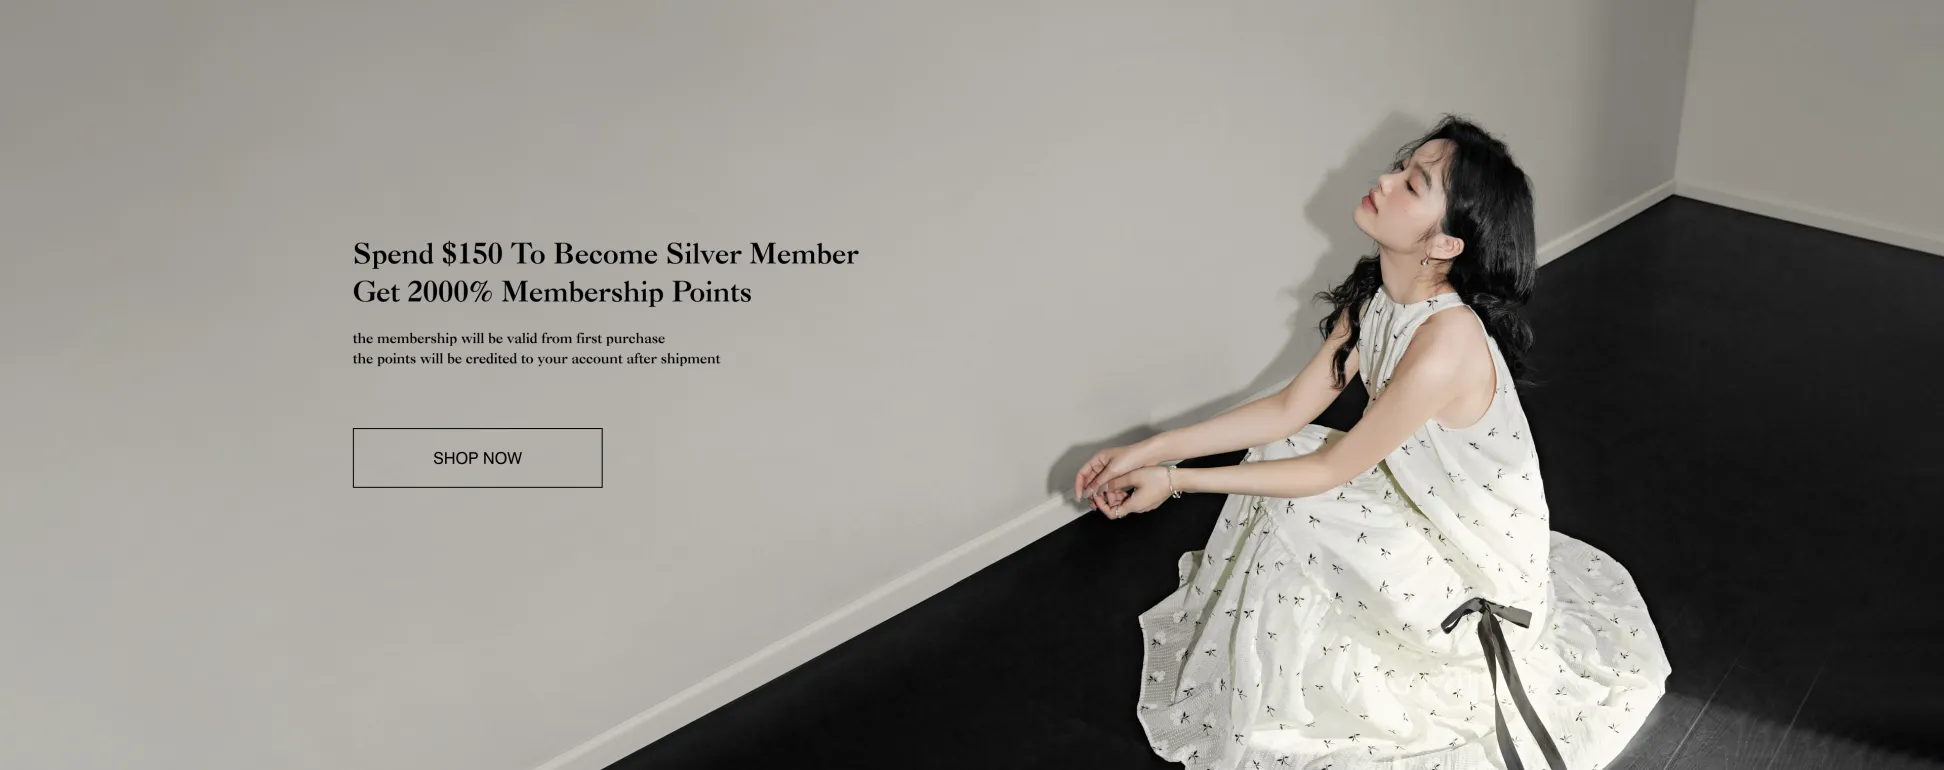 Spend $150 To Become Silver Member
Get 2000% Membership Points
the membership will be valid from first purchase
the points will be credited to your account after shipment
SHOP NOW